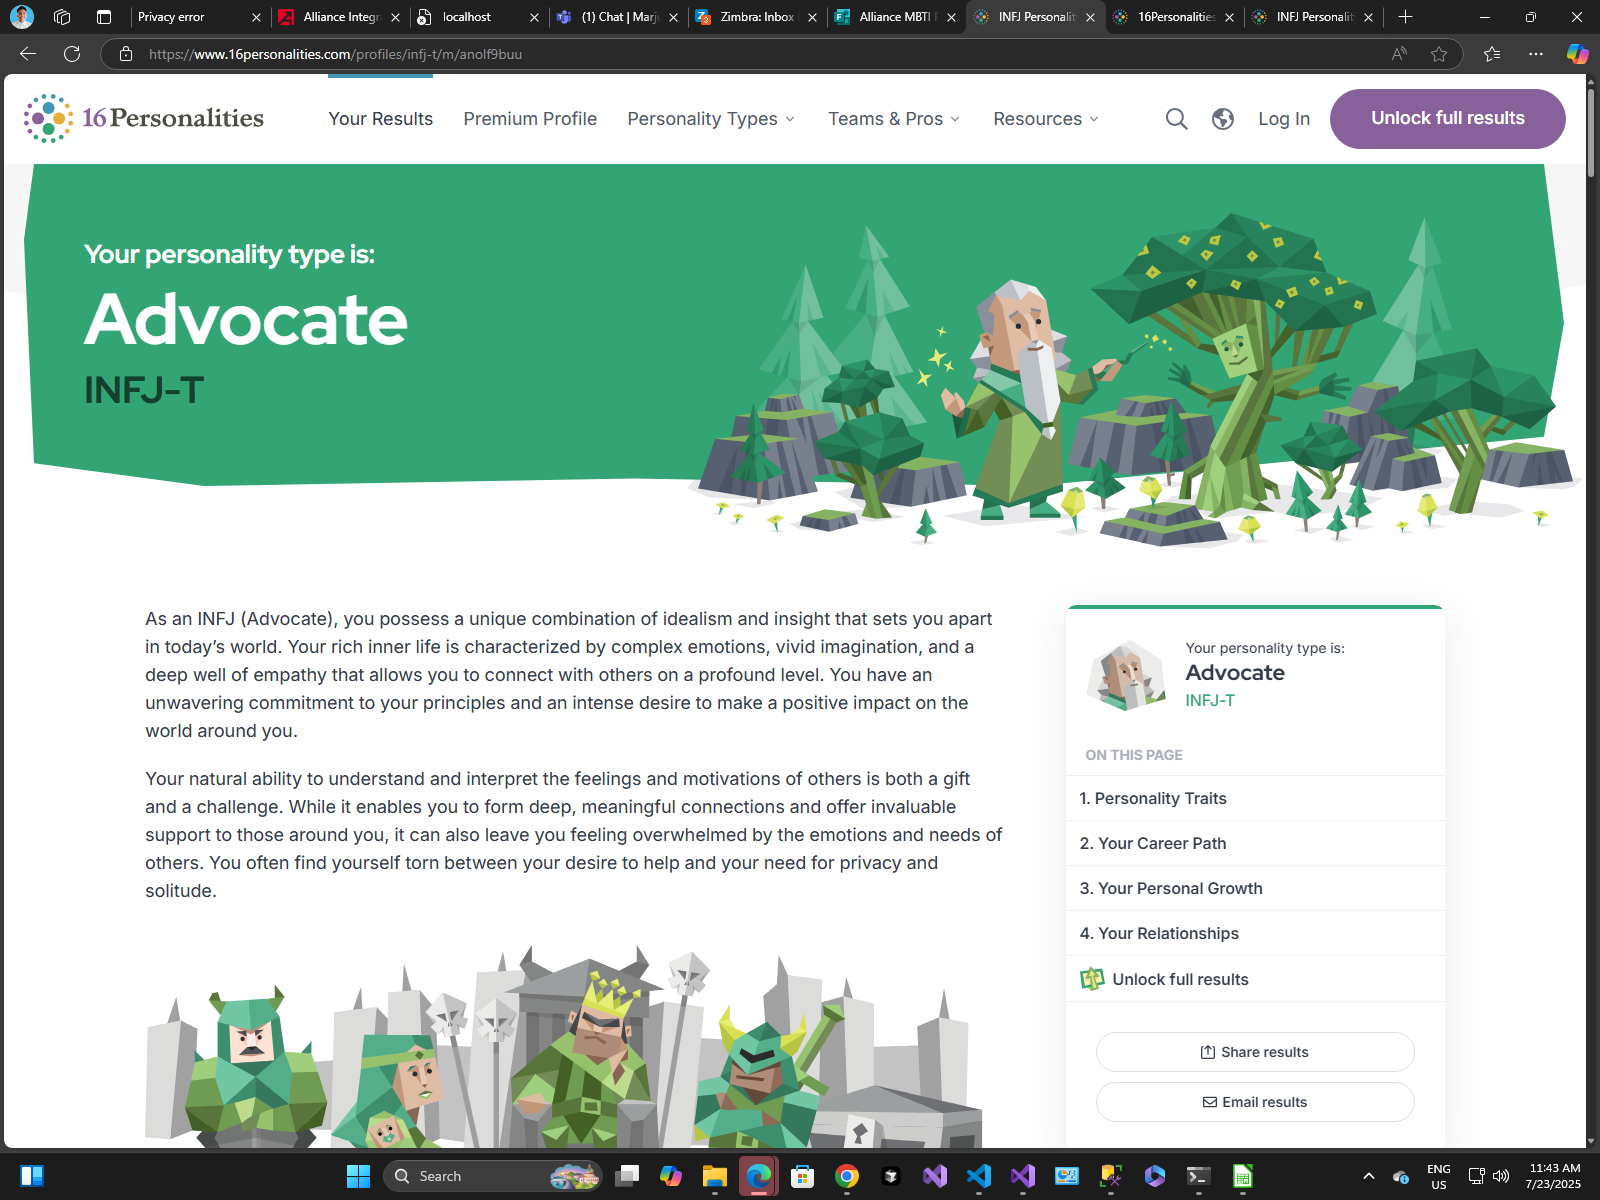 Privacy error
Alliance Integr
localhost
(1) Chat | Marj
Zimbra: Inbox
Alliance MBTI
INFJ Personalit
16Personalities
INFJ Personalit
https://www.16personalities.com/profiles/infj-t/m/anolf9buu
16Personalities
Your Results
Premium Profile
Personality Types
Teams & Pros
Resources
Log In
Unlock full results
Your personality type is:
Advocate
INFJ-T
As an INFJ (Advocate), you possess a unique combination of idealism and insight that sets you apart
in today’s world. Your rich inner life is characterized by complex emotions, vivid imagination, and a
deep well of empathy that allows you to connect with others on a profound level. You have an
unwavering commitment to your principles and an intense desire to make a positive impact on the
world around you.
Your natural ability to understand and interpret the feelings and motivations of others is both a gift
and a challenge. While it enables you to form deep, meaningful connections and offer invaluable
support to those around you, it can also leave you feeling overwhelmed by the emotions and needs of
others. You often find yourself torn between your desire to help and your need for privacy and
solitude.
Your personality type is:
Advocate
INFJ-T
ON THIS PAGE
1. Personality Traits
2. Your Career Path
3. Your Personal Growth
4. Your Relationships
Unlock full results
Share results
Email results
Search
ENG
US
11:43 AM
7/23/2025